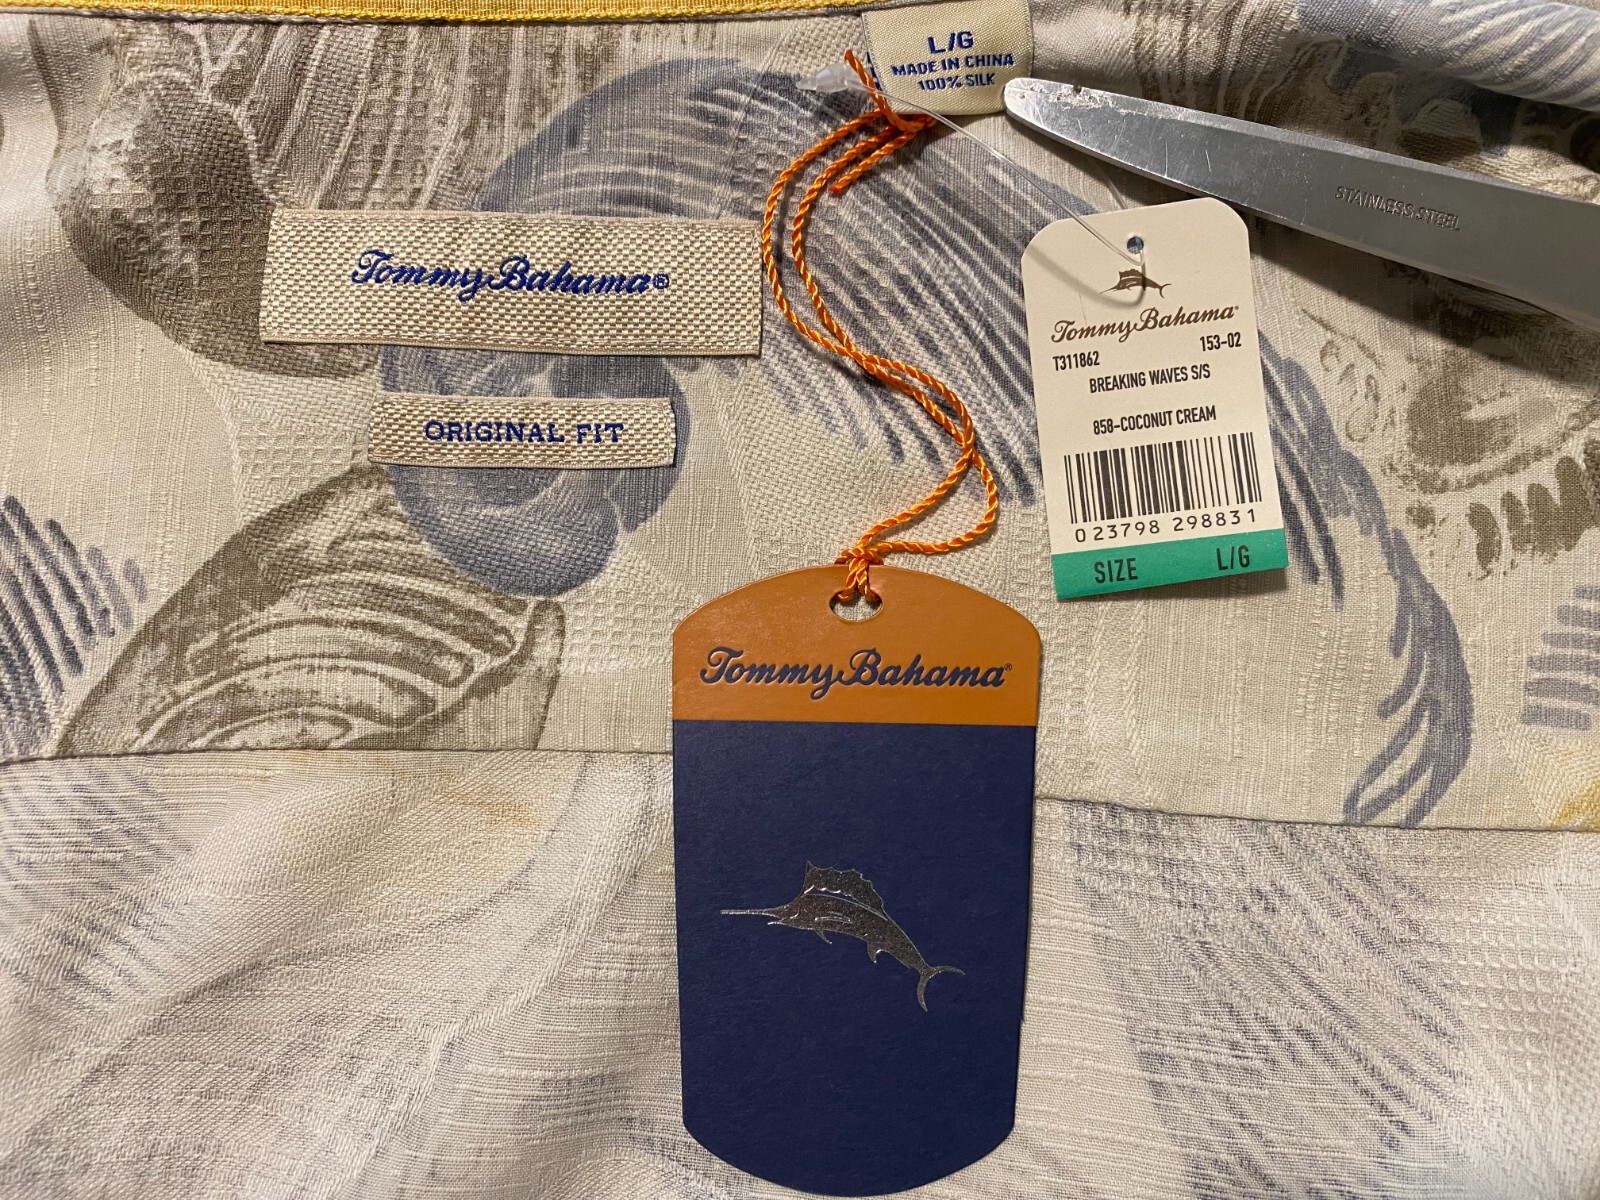 L/G
MADE IN CHINA
100% SILK
STAINLESS STEEL
Tommy Bahama®
ORIGINAL FIT
Tommy Bahama®
T311862 153-02
BREAKING WAVES S/S
858-COCONUT CREAM
0 23798 298831
SIZE L/G
Tommy Bahama®